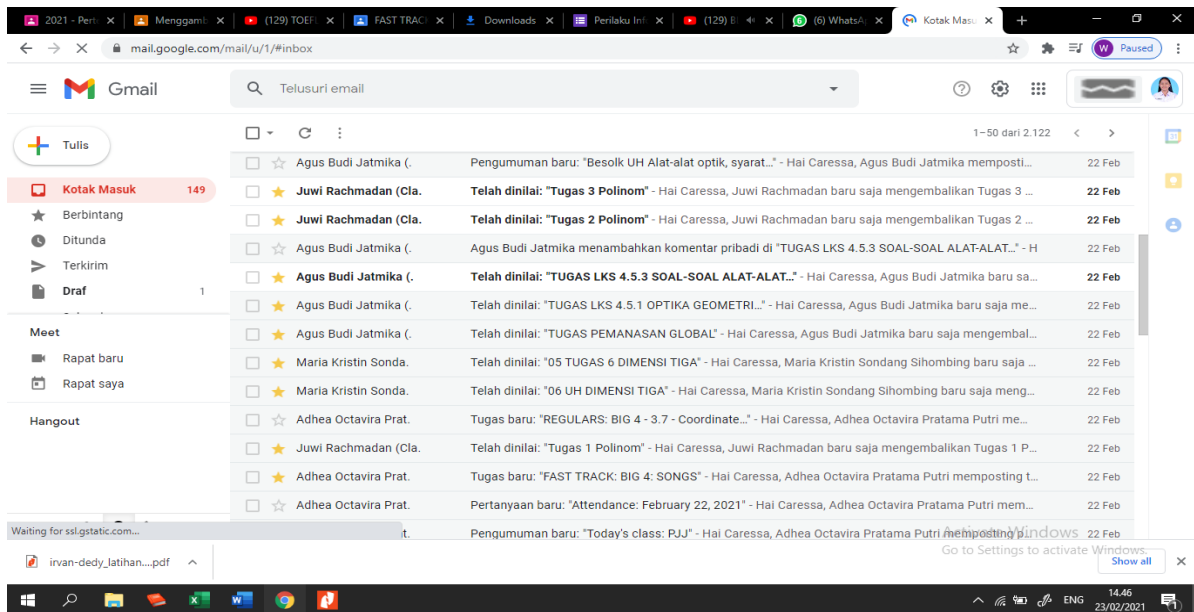 2021 - Pert
Menggamb
(129) TOEFL
FAST TRAC
Downloads
Perilaku Inf
(129) B
(6) WhatsA
Kotak Masu
mail.google.com/mail/u/1/#inbox
W Paused
Gmail
Telusuri email
Tulis
1–50 dari 2.122
Kotak Masuk 149
Berbintang
Ditunda
Terkirim
Draf 1
Meet
Rapat baru
Rapat saya
Hangout
Agus Budi Jatmika (. Pengumuman baru: "Besolk UH Alat-alat optik, syarat…" - Hai Caressa, Agus Budi Jatmika memposti... 22 Feb
Juwi Rachmadan (Cla. Telah dinilai: "Tugas 3 Polinom" - Hai Caressa, Juwi Rachmadan baru saja mengembalikan Tugas 3 ... 22 Feb
Juwi Rachmadan (Cla. Telah dinilai: "Tugas 2 Polinom" - Hai Caressa, Juwi Rachmadan baru saja mengembalikan Tugas 2 ... 22 Feb
Agus Budi Jatmika (. Agus Budi Jatmika menambahkan komentar pribadi di "TUGAS LKS 4.5.3 SOAL-SOAL ALAT-ALAT…" - H 22 Feb
Agus Budi Jatmika (. Telah dinilai: "TUGAS LKS 4.5.3 SOAL-SOAL ALAT-ALAT…" - Hai Caressa, Agus Budi Jatmika baru sa... 22 Feb
Agus Budi Jatmika (. Telah dinilai: "TUGAS LKS 4.5.1 OPTIKA GEOMETRI…" - Hai Caressa, Agus Budi Jatmika baru saja me... 22 Feb
Agus Budi Jatmika (. Telah dinilai: "TUGAS PEMANASAN GLOBAL" - Hai Caressa, Agus Budi Jatmika baru saja mengembal... 22 Feb
Maria Kristin Sonda. Telah dinilai: "05 TUGAS 6 DIMENSI TIGA" - Hai Caressa, Maria Kristin Sondang Sihombing baru saja ... 22 Feb
Maria Kristin Sonda. Telah dinilai: "06 UH DIMENSI TIGA" - Hai Caressa, Maria Kristin Sondang Sihombing baru saja meng... 22 Feb
Adhea Octavira Prat. Tugas baru: "REGULARS: BIG 4 - 3.7 - Coordinate…" - Hai Caressa, Adhea Octavira Pratama Putri me... 22 Feb
Juwi Rachmadan (Cla. Telah dinilai: "Tugas 1 Polinom" - Hai Caressa, Juwi Rachmadan baru saja mengembalikan Tugas 1 P... 22 Feb
Adhea Octavira Prat. Tugas baru: "FAST TRACK: BIG 4: SONGS" - Hai Caressa, Adhea Octavira Pratama Putri memposting t... 22 Feb
Adhea Octavira Prat. Pertanyaan baru: "Attendance: February 22, 2021" - Hai Caressa, Adhea Octavira Pratama Putri mem... 22 Feb
Pengumuman baru: "Today's class: PJJ" - Hai Caressa, Adhea Octavira Pratama Putri memposting p... 22 Feb
Waiting for ssl.gstatic.com...
Activate Windows
Go to Settings to activate Windows.
irvan-dedy_latihan....pdf
Show all
ENG
14.46
23/02/2021